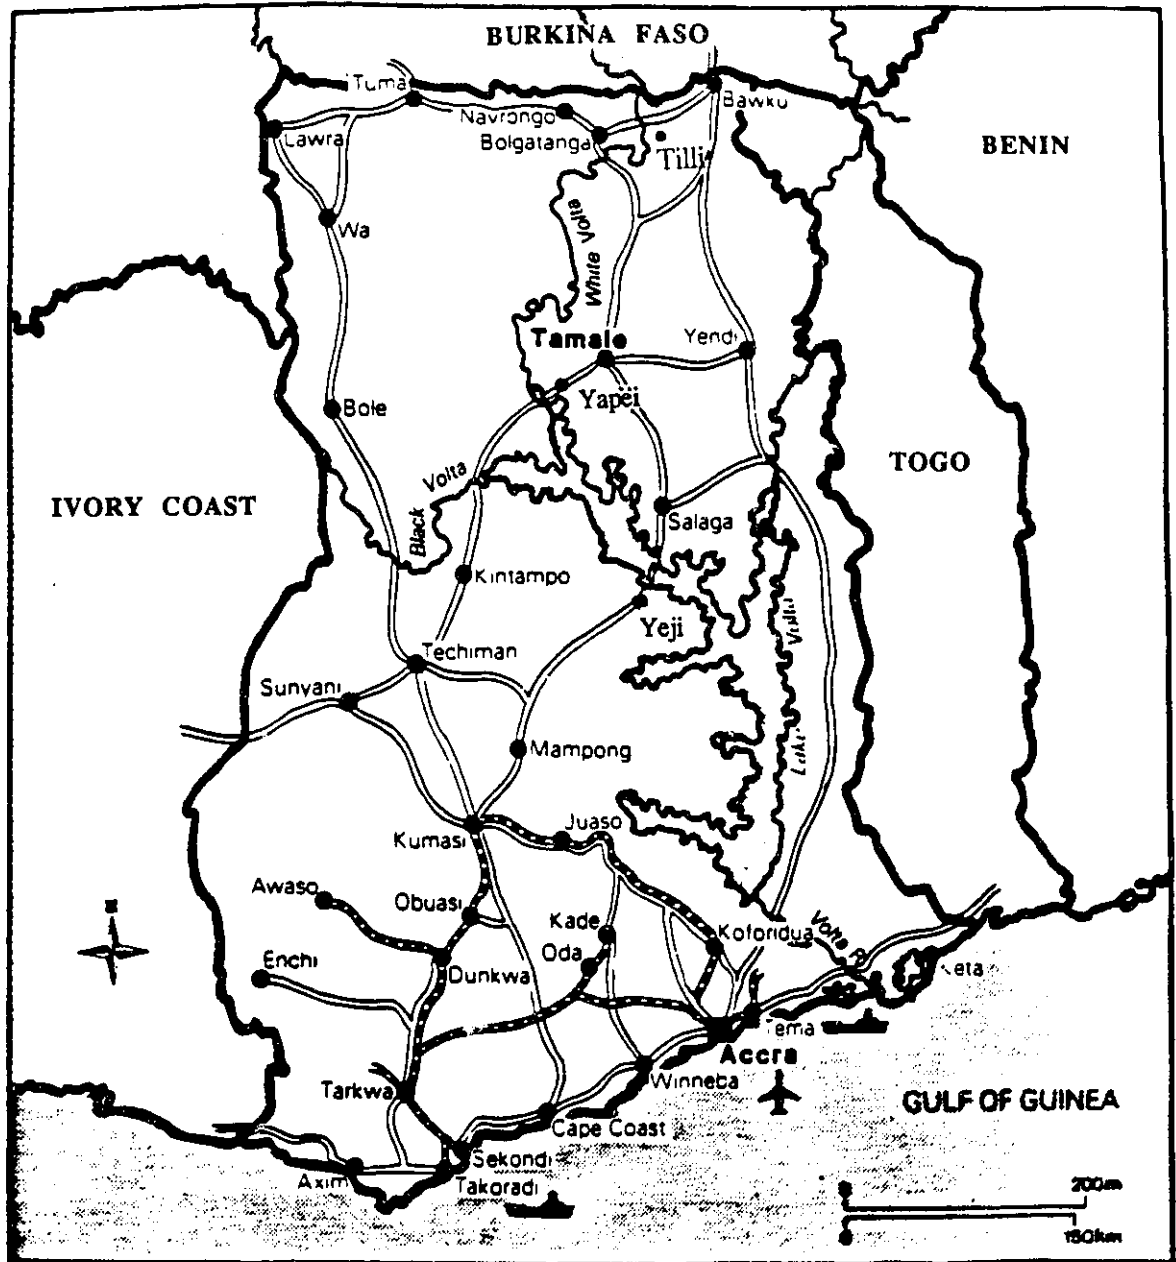 BURKINA FASO
Tuma
Navrongo
Bawku
Lawra
Bolgatanga
Tilli
BENIN
Wa
White Volta
Tamale
Yendi
Yapei
Bole
TOGO
Volta
IVORY COAST
Black
Salaga
Kintampo
Yeji
Volta
Techiman
Sunyani
Lake
Mampong
Juaso
Kumasi
Awaso
Obuasi
Kade
Koforidua
Volta R
Oda
Enchi
Dunkwa
Keta
Tema
Accra
Tarkwa
Winneba
GULF OF GUINEA
Cape Coast
Sekondi
Axim
Takoradi
200m
150km